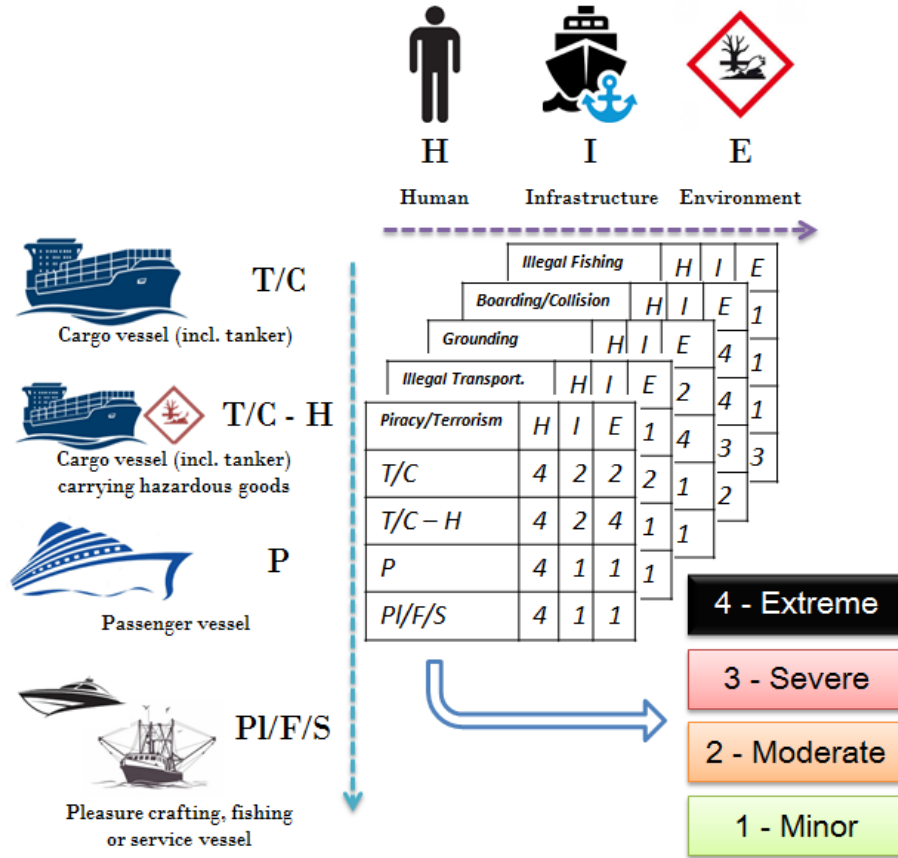 H I E
Human Infrastructure Environment
T/C
Cargo vessel (incl. tanker)
T/C - H
Cargo vessel (incl. tanker)
carrying hazardous goods
P
Passenger vessel
Pl/F/S
Pleasure crafting, fishing
or service vessel
Illegal Fishing H I E
1
1
1
3
Boarding/Collision H I E
4
4
3
2
Grounding H I E
2
4
1
1
Illegal Transport. H I E
1
2
1
1
Piracy/Terrorism H I E
T/C 4 2 2
T/C – H 4 2 4
P 4 1 1
Pl/F/S 4 1 1
4 - Extreme
3 - Severe
2 - Moderate
1 - Minor